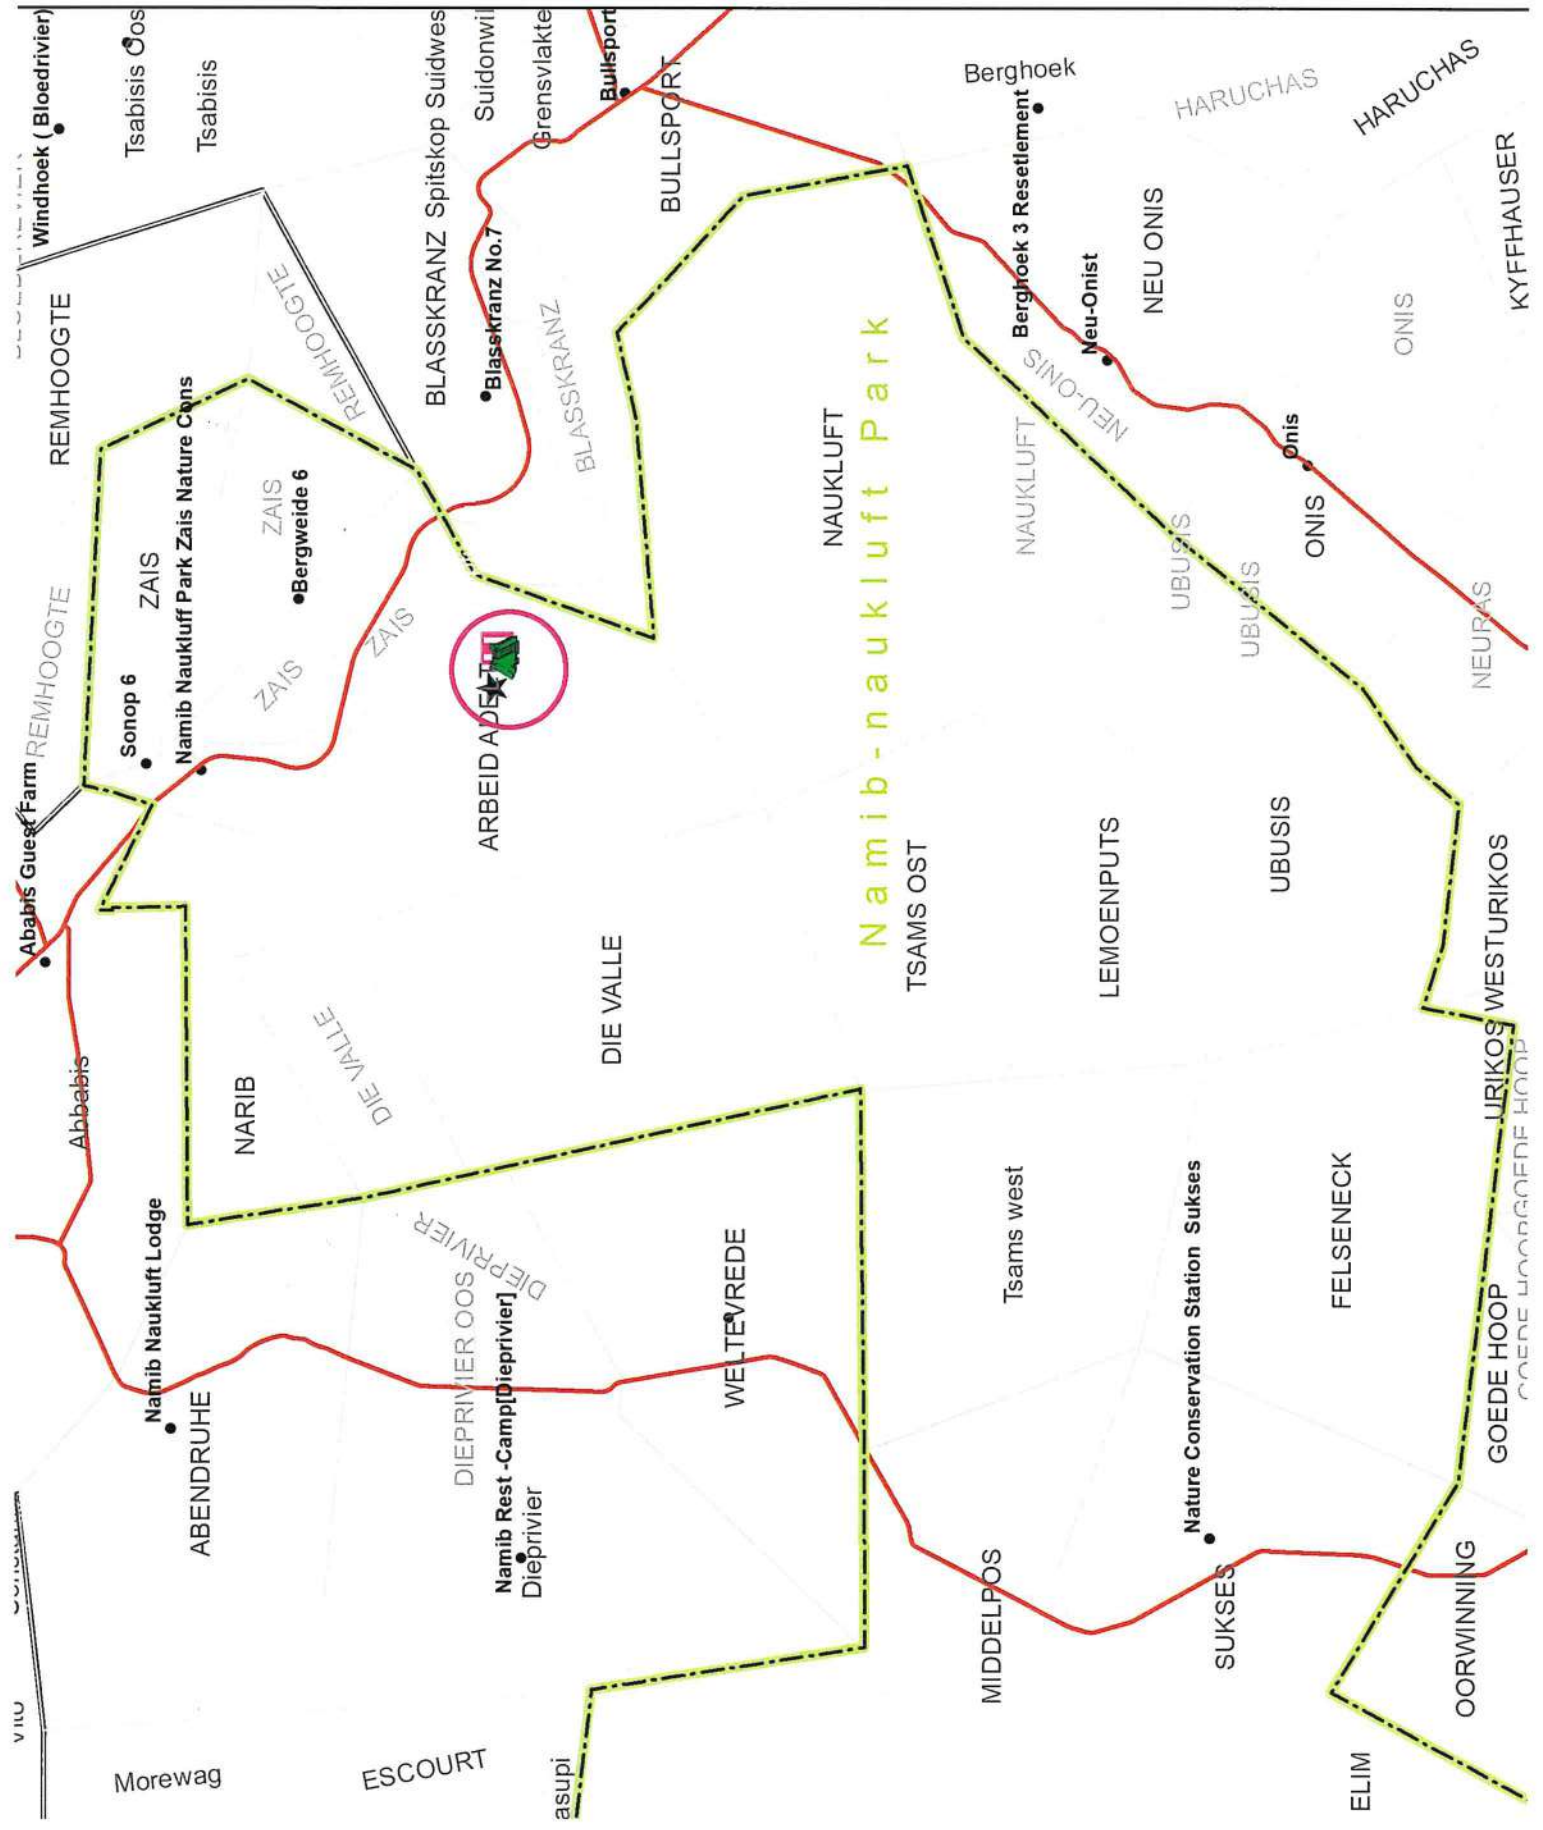 Windhoek ( Bloedrivier)
Tsabisis Oos
Tsabisis
REMHOOGTE
REMHOOGTE
REMHOOGTE
BLASSKRANZ Spitskop Suidwes
Suidonwil
Grensvlakte
Bullsport
BULLSPORT
Blasskranz No.7
BLASSKRANZ
Berghoek
HARUCHAS
HARUCHAS
KYFFHAUSER
Berghoek 3 Resetlement
Neu-Onist
NEU ONIS
NEU-ONIS
ONIS
Onis
ONIS
NEURAS
Ababis Guest Farm
Sonop 6
ZAIS
Namib Naukluff Park Zais Nature Cons
ZAIS
Bergweide 6
ZAIS
ZAIS
ARBEID ADELT
NAUKLUFT
Namib-naukluft Park
NAUKLUFT
UBUSIS
UBUSIS
UBUSIS
TSAMS OST
LEMOENPUTS
URIKOS WEST
URIKOS
Abbabis
NARIB
DIE VALLE
DIE VALLE
Namib Naukluft Lodge
ABENDRUHE
DIEPRIVIER
DIEPRIVIER OOS
Namib Rest -Camp[Dieprivier]
Dieprivier
WELTEVREDE
Tsams west
Nature Conservation Station Sukses
FELSENECK
GOEDE HOOP
MIDDELPOS
SUKSES
OORWINNING
Morewag
ESCOURT
asupi
ELIM